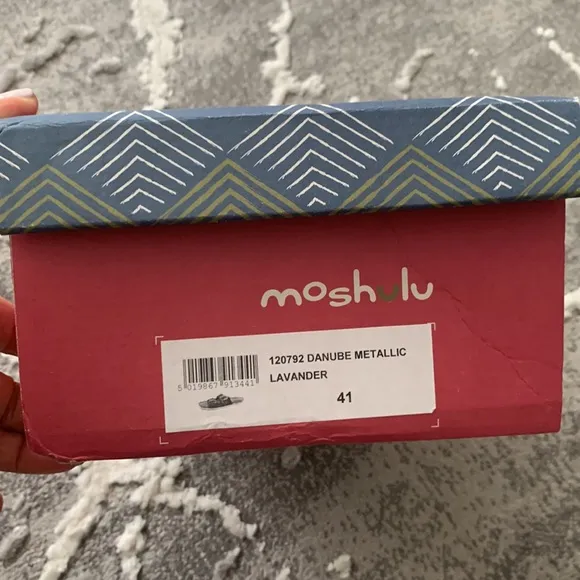 moshulu
120792 DANUBE METALLIC
LAVANDER
5 019867 913441
41